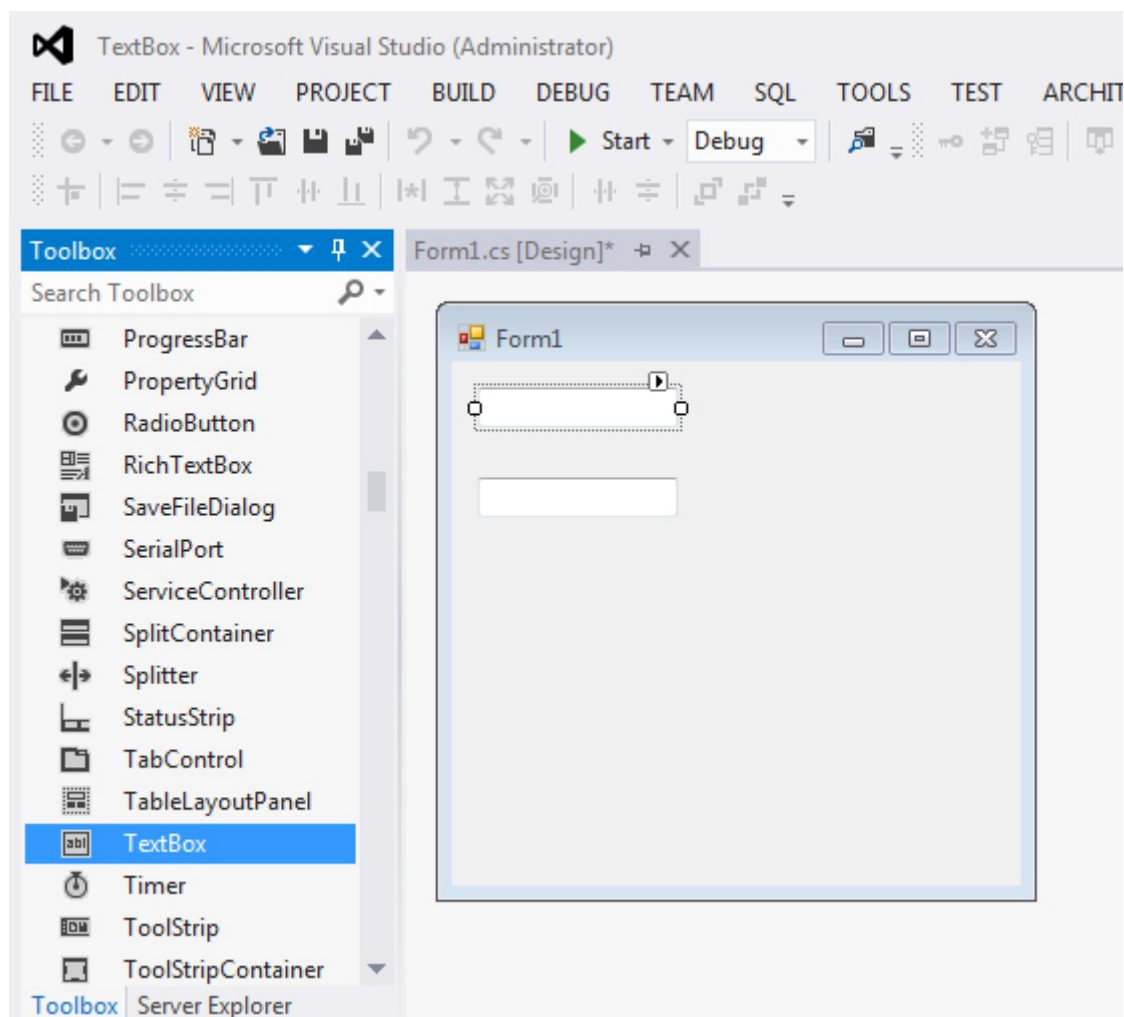 TextBox - Microsoft Visual Studio (Administrator)
FILE EDIT VIEW PROJECT BUILD DEBUG TEAM SQL TOOLS TEST ARCHIT
Start Debug
Toolbox
Form1.cs [Design]*
Search Toolbox
ProgressBar
PropertyGrid
RadioButton
RichTextBox
SaveFileDialog
SerialPort
ServiceController
SplitContainer
Splitter
StatusStrip
TabControl
TableLayoutPanel
abl TextBox
Timer
ToolStrip
ToolStripContainer
Toolbox Server Explorer
Form1